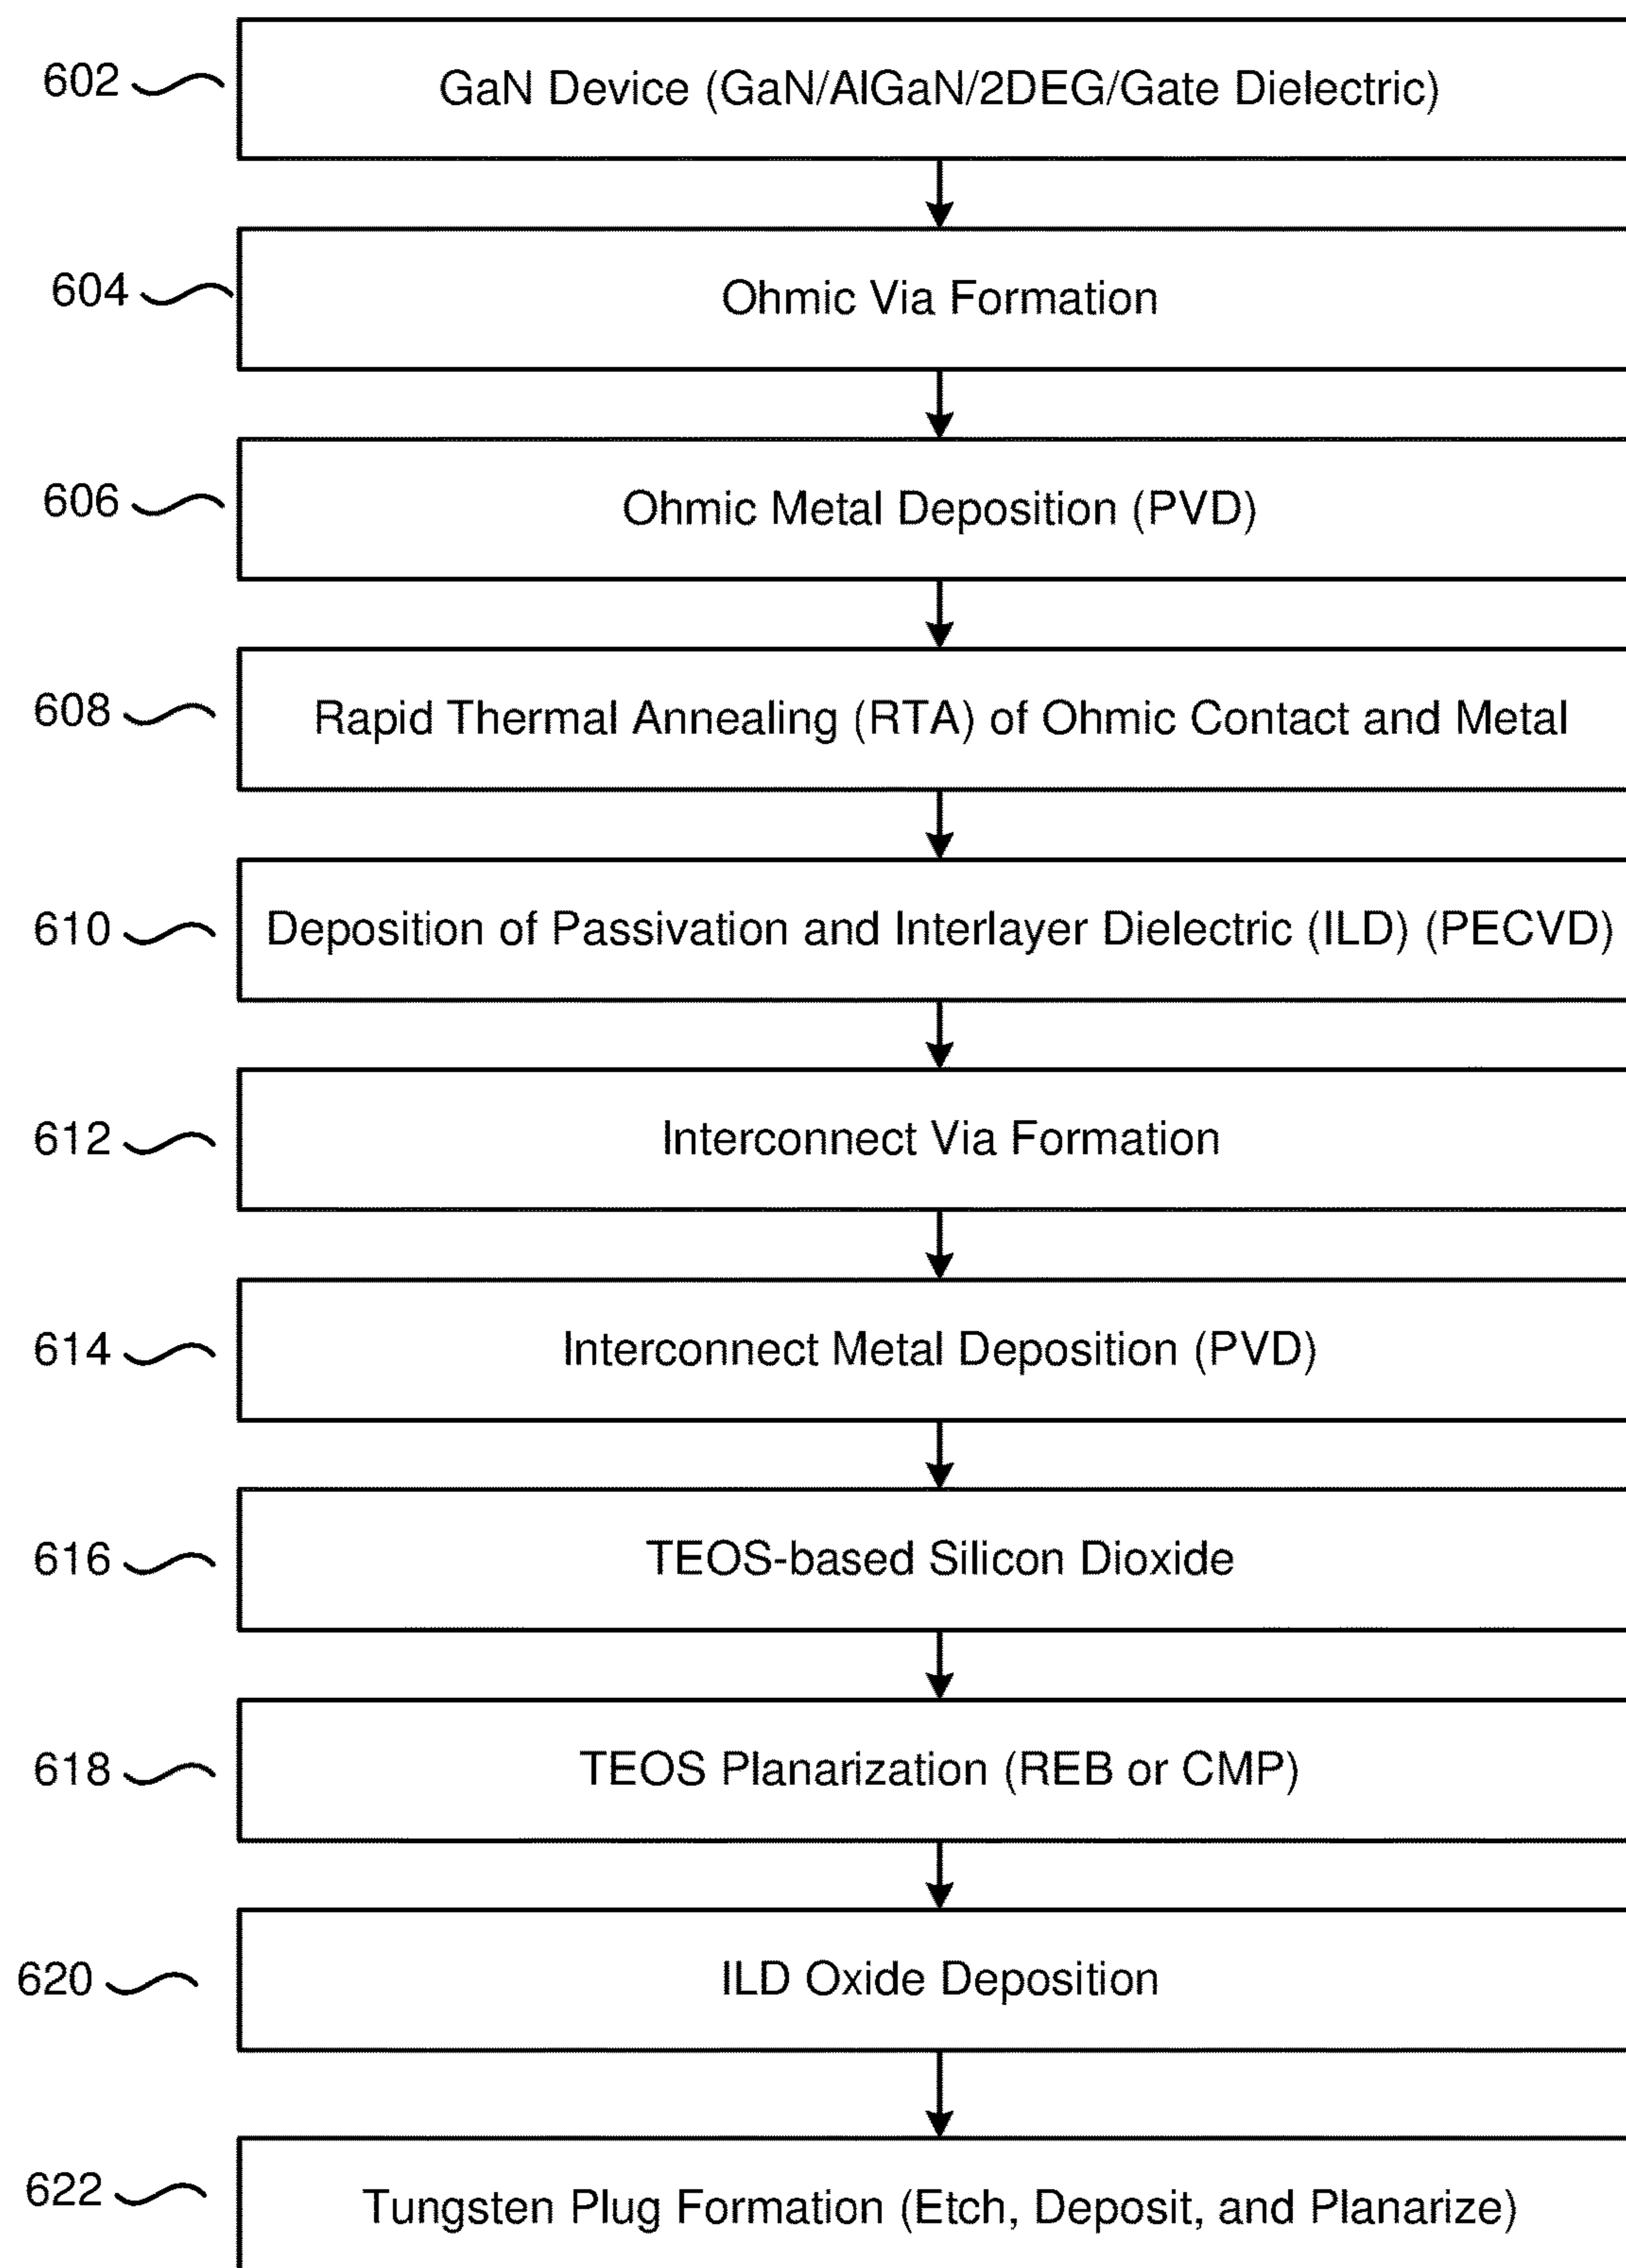 602 GaN Device (GaN/AlGaN/2DEG/Gate Dielectric)
604 Ohmic Via Formation
606 Ohmic Metal Deposition (PVD)
608 Rapid Thermal Annealing (RTA) of Ohmic Contact and Metal
610 Deposition of Passivation and Interlayer Dielectric (ILD) (PECVD)
612 Interconnect Via Formation
614 Interconnect Metal Deposition (PVD)
616 TEOS-based Silicon Dioxide
618 TEOS Planarization (REB or CMP)
620 ILD Oxide Deposition
622 Tungsten Plug Formation (Etch, Deposit, and Planarize)